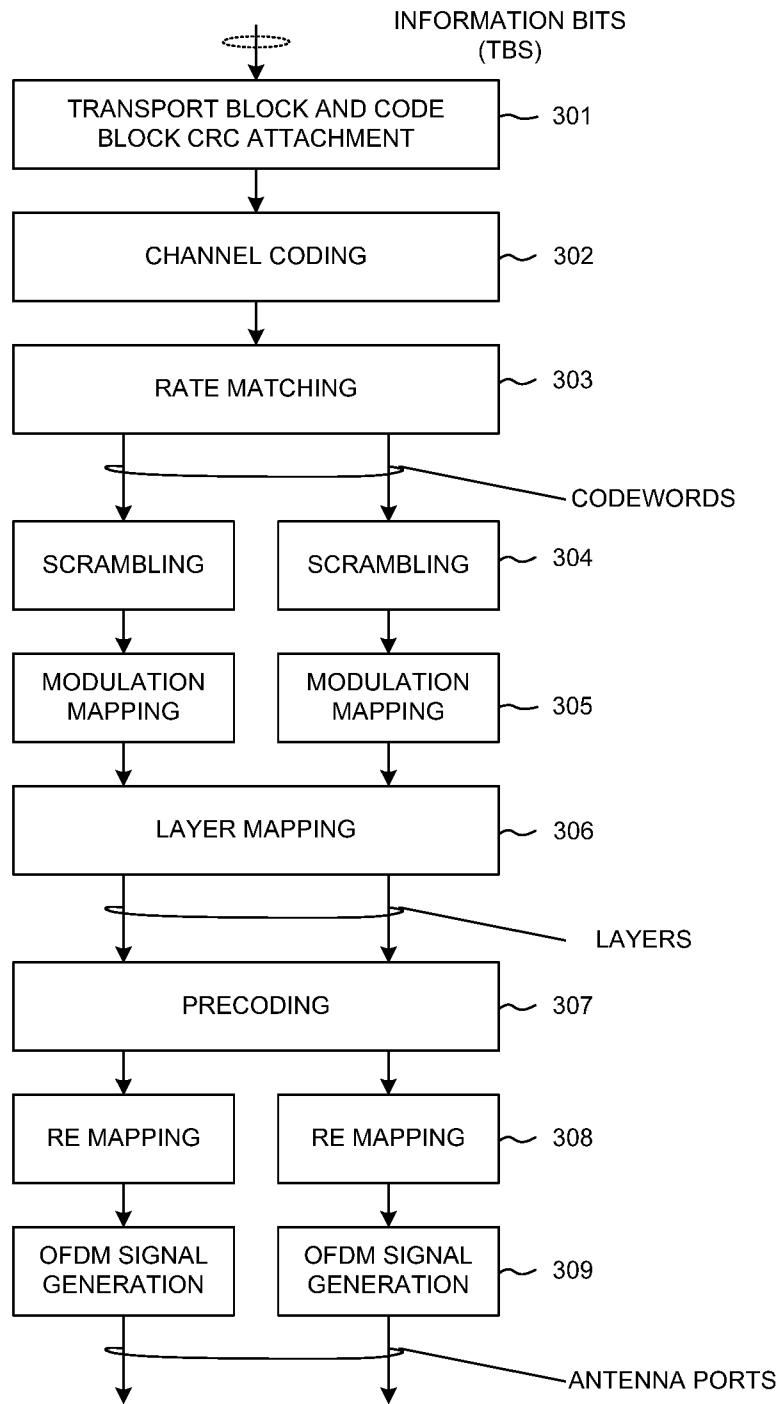 INFORMATION BITS
(TBS)
TRANSPORT BLOCK AND CODE
BLOCK CRC ATTACHMENT
301
CHANNEL CODING
302
RATE MATCHING
303
CODEWORDS
SCRAMBLING
SCRAMBLING
304
MODULATION
MAPPING
MODULATION
MAPPING
305
LAYER MAPPING
306
LAYERS
PRECODING
307
RE MAPPING
RE MAPPING
308
OFDM SIGNAL
GENERATION
OFDM SIGNAL
GENERATION
309
ANTENNA PORTS